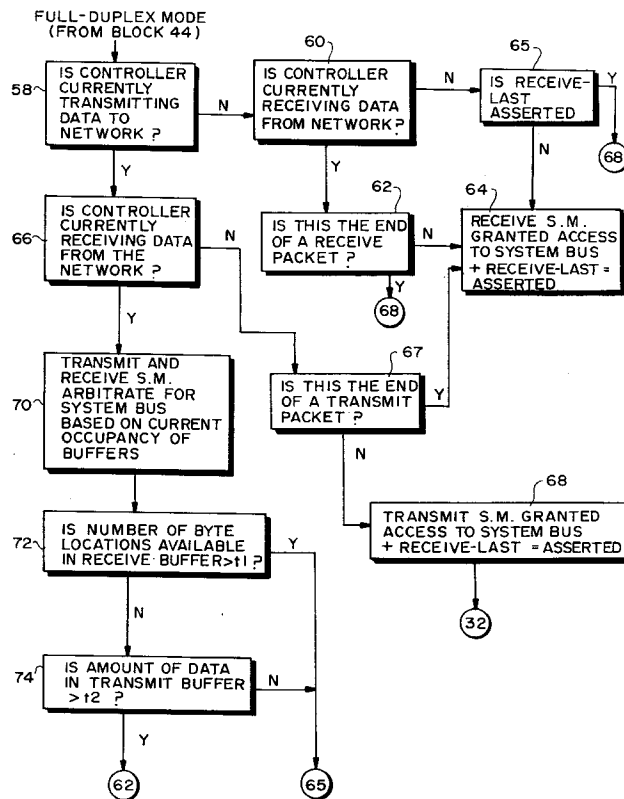 FULL-DUPLEX MODE
(FROM BLOCK 44)
58
IS CONTROLLER
CURRENTLY
TRANSMITTING
DATA TO
NETWORK ?
N
Y
60
IS CONTROLLER
CURRENTLY
RECEIVING DATA
FROM NETWORK?
N
Y
65
IS RECEIVE-
LAST
ASSERTED
Y
68
N
66
IS CONTROLLER
CURRENTLY
RECEIVING DATA
FROM THE
NETWORK ?
N
Y
62
IS THIS THE END
OF A RECEIVE
PACKET ?
N
Y
68
64
RECEIVE S.M.
GRANTED ACCESS
TO SYSTEM BUS
+ RECEIVE-LAST =
ASSERTED
70
TRANSMIT AND
RECEIVE S.M.
ARBITRATE FOR
SYSTEM BUS
BASED ON CURRENT
OCCUPANCY OF
BUFFERS
67
IS THIS THE END
OF A TRANSMIT
PACKET ?
Y
N
68
TRANSMIT S.M. GRANTED
ACCESS TO SYSTEM BUS
+ RECEIVE-LAST = ASSERTED
32
72
IS NUMBER OF BYTE
LOCATIONS AVAILABLE
IN RECEIVE BUFFER>t1 ?
Y
N
74
IS AMOUNT OF DATA
IN TRANSMIT BUFFER
> t2 ?
N
Y
62
65